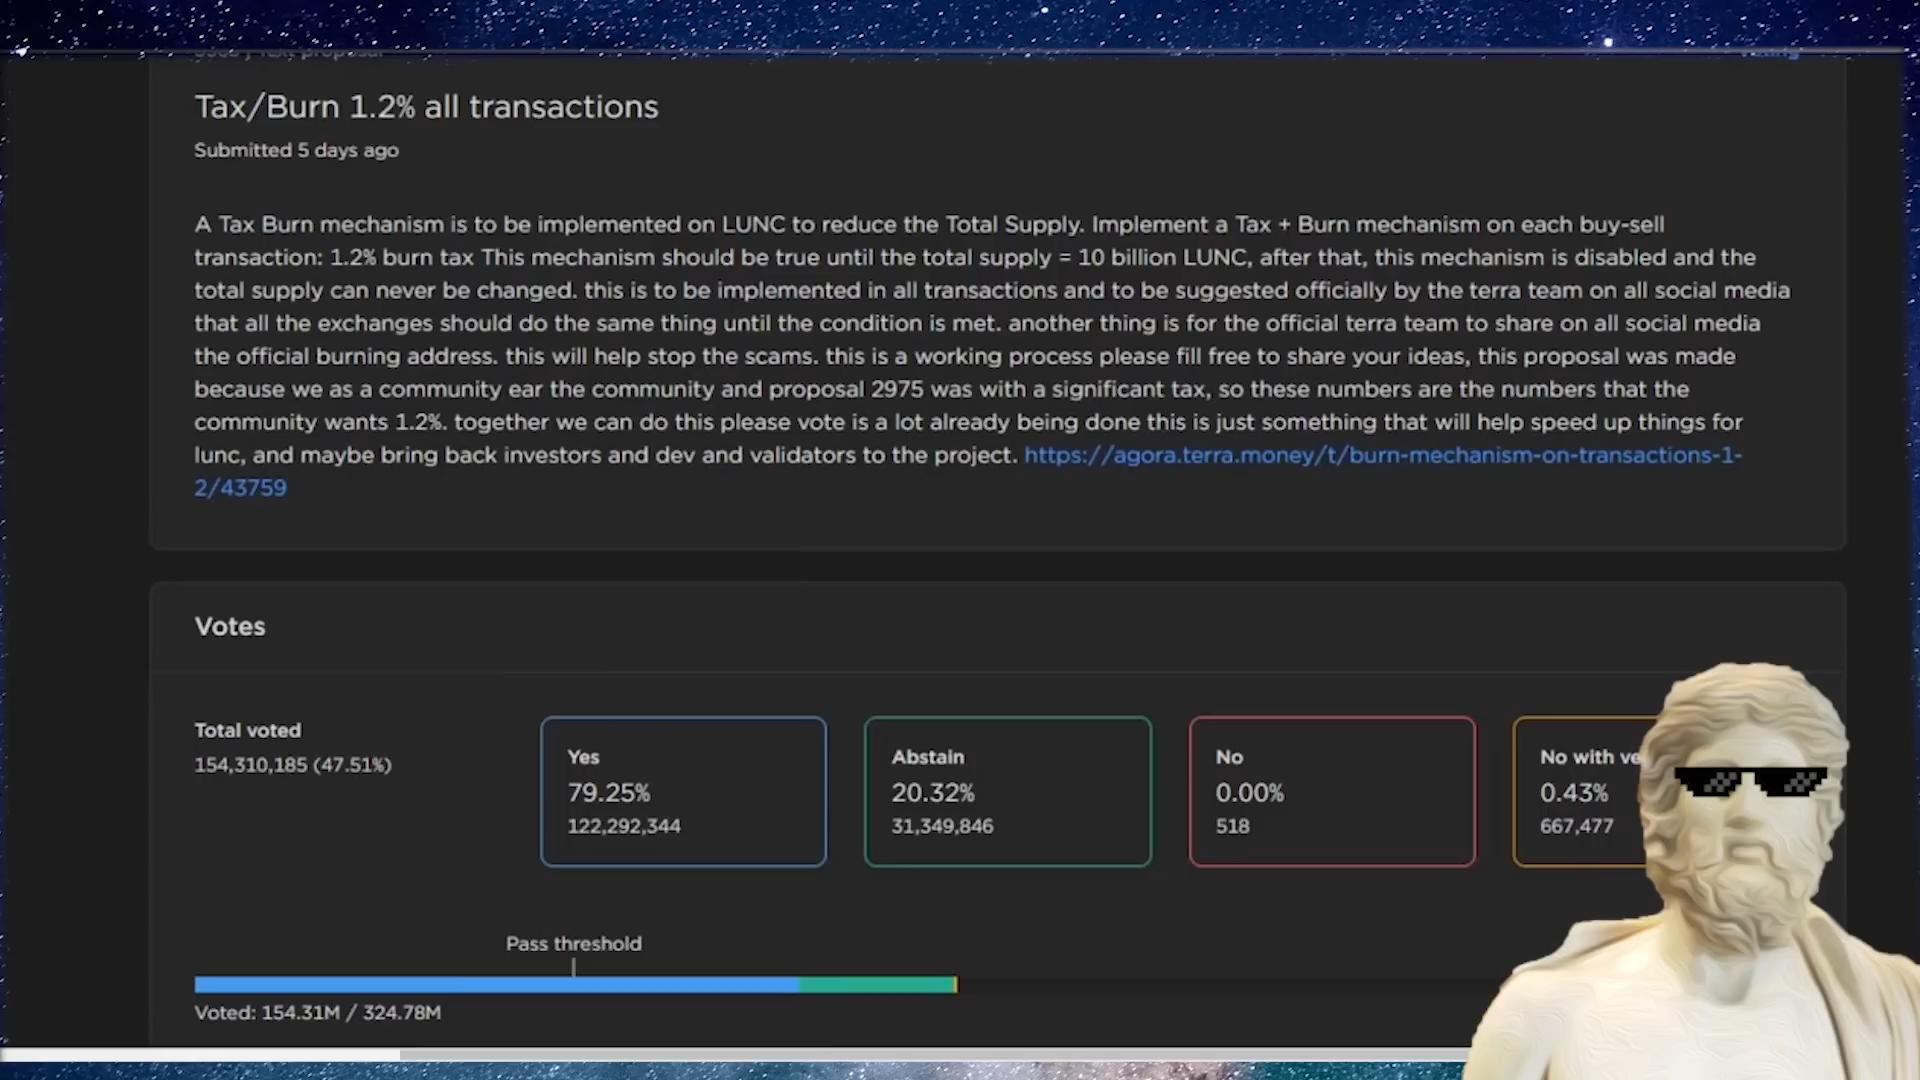 Tax/Burn 1.2% all transactions
Submitted 5 days ago
A Tax Burn mechanism is to be implemented on LUNC to reduce the Total Supply. Implement a Tax + Burn mechanism on each buy-sell
transaction: 1.2% burn tax This mechanism should be true until the total supply = 10 billion LUNC, after that, this mechanism is disabled and the
total supply can never be changed. this is to be implemented in all transactions and to be suggested officially by the terra team on all social media
that all the exchanges should do the same thing until the condition is met. another thing is for the official terra team to share on all social media
the official burning address. this will help stop the scams. this is a working process please fill free to share your ideas, this proposal was made
because we as a community ear the community and proposal 2975 was with a significant tax, so these numbers are the numbers that the
community wants 1.2%. together we can do this please vote is a lot already being done this is just something that will help speed up things for
lunc, and maybe bring back investors and dev and validators to the project. https://agora.terra.money/t/burn-mechanism-on-transactions-1-
2/43759
Votes
Total voted
154,310,185 (47.51%)
Yes
79.25%
122,292,344
Abstain
20.32%
31,349,846
No
0.00%
518
No with ve
0.43%
667,477
Pass threshold
Voted: 154.31M / 324.78M